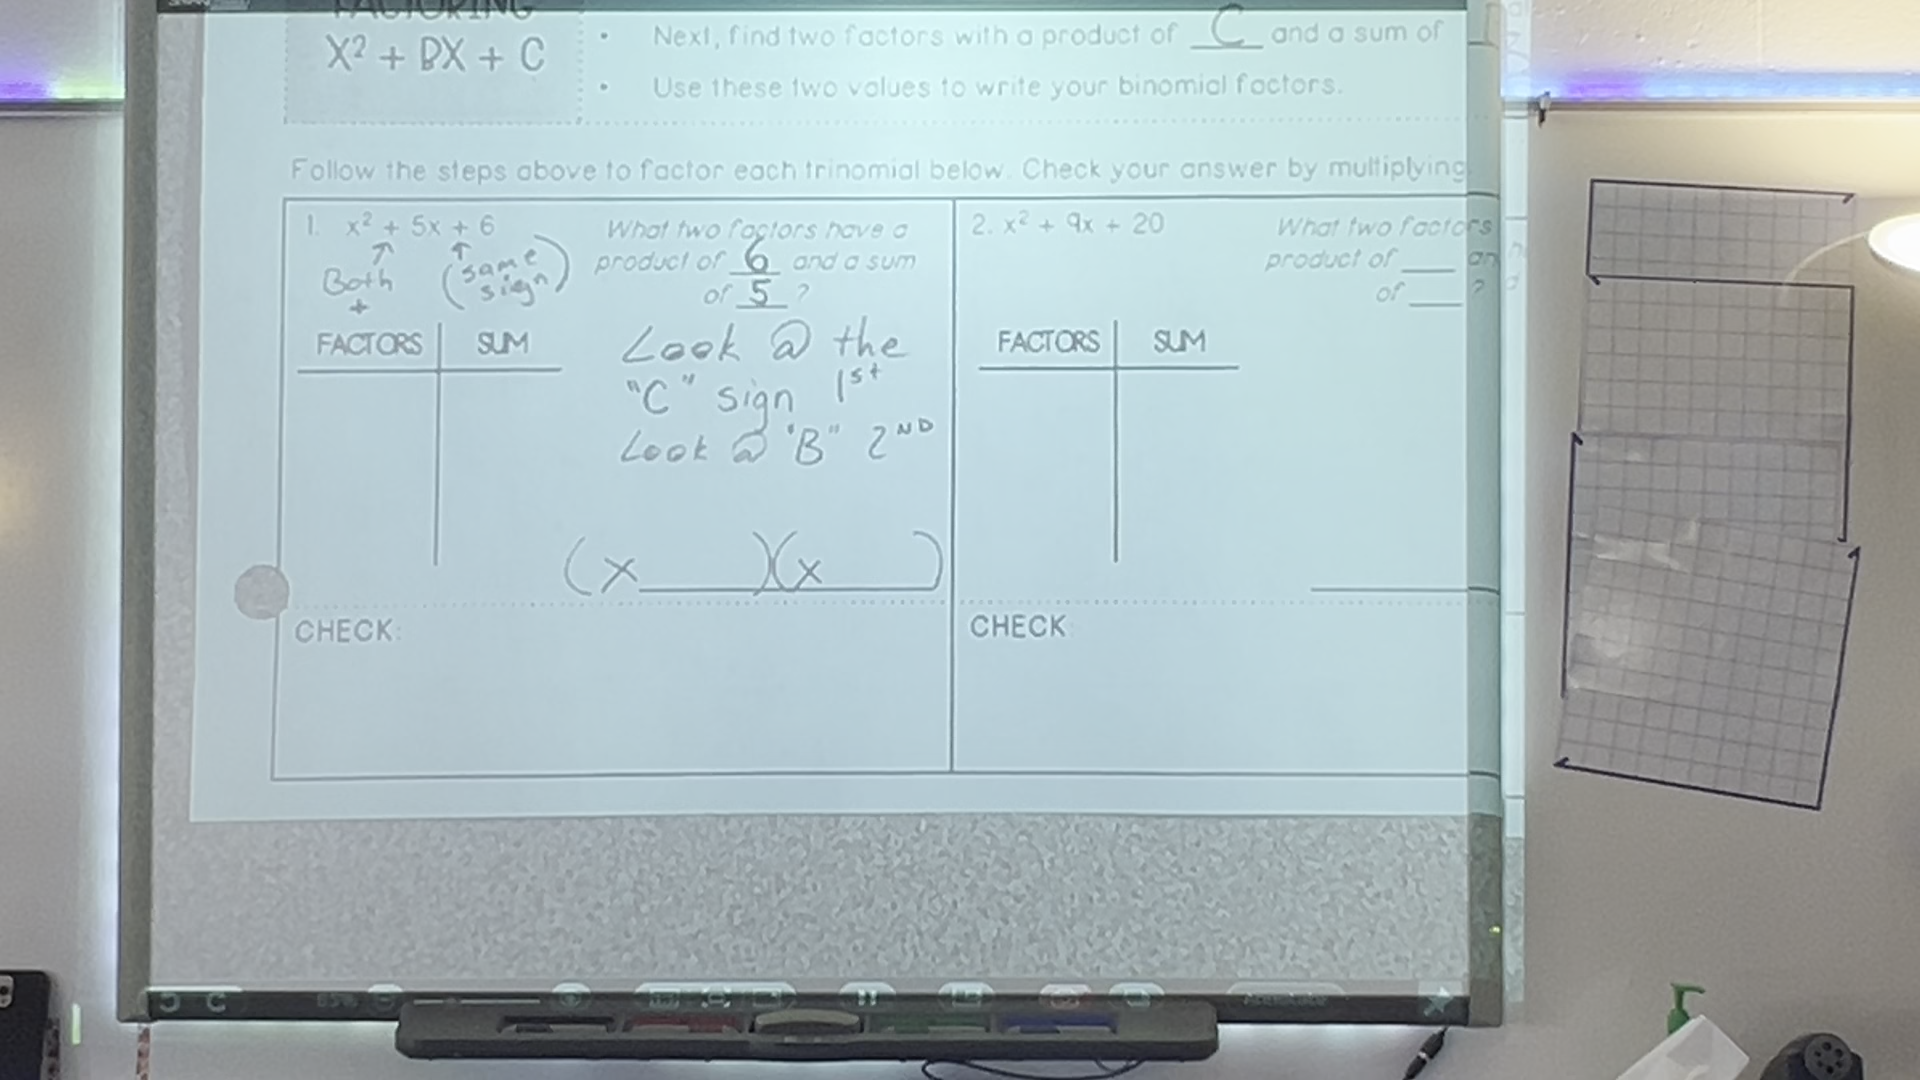 FACTORING
X² + BX + C
• Next, find two factors with a product of C and a sum of
• Use these two values to write your binomial factors.
Follow the steps above to factor each trinomial below. Check your answer by multiplying.
1. x² + 5x + 6
Both
+
(same
sign)
What two factors have a
product of 6 and a sum
of 5 ?
FACTORS SUM
Look @ the
"C" sign 1st
Look @ "B" 2ND
(x____)(x____)
CHECK:
2. x² + 9x + 20
What two factors
product of ___ an
of ___ ?
FACTORS SUM
CHECK
85%